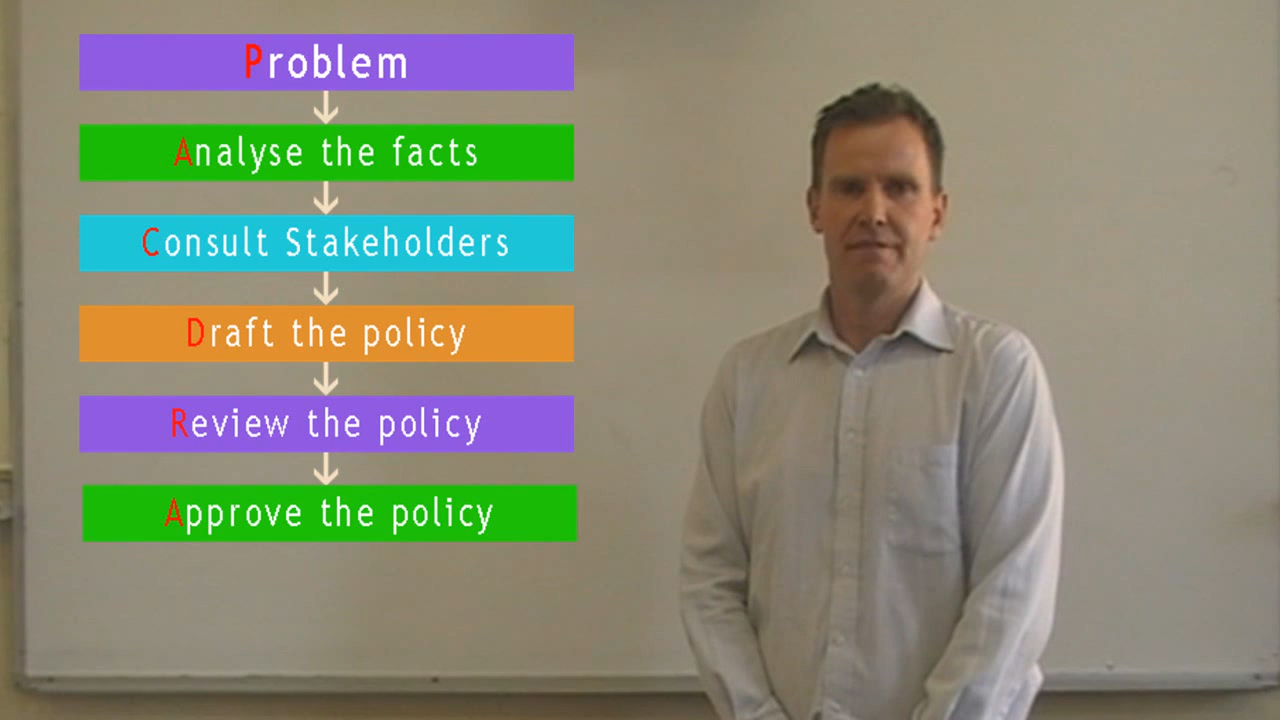 Problem
Analyse the facts
Consult Stakeholders
Draft the policy
Review the policy
Approve the policy